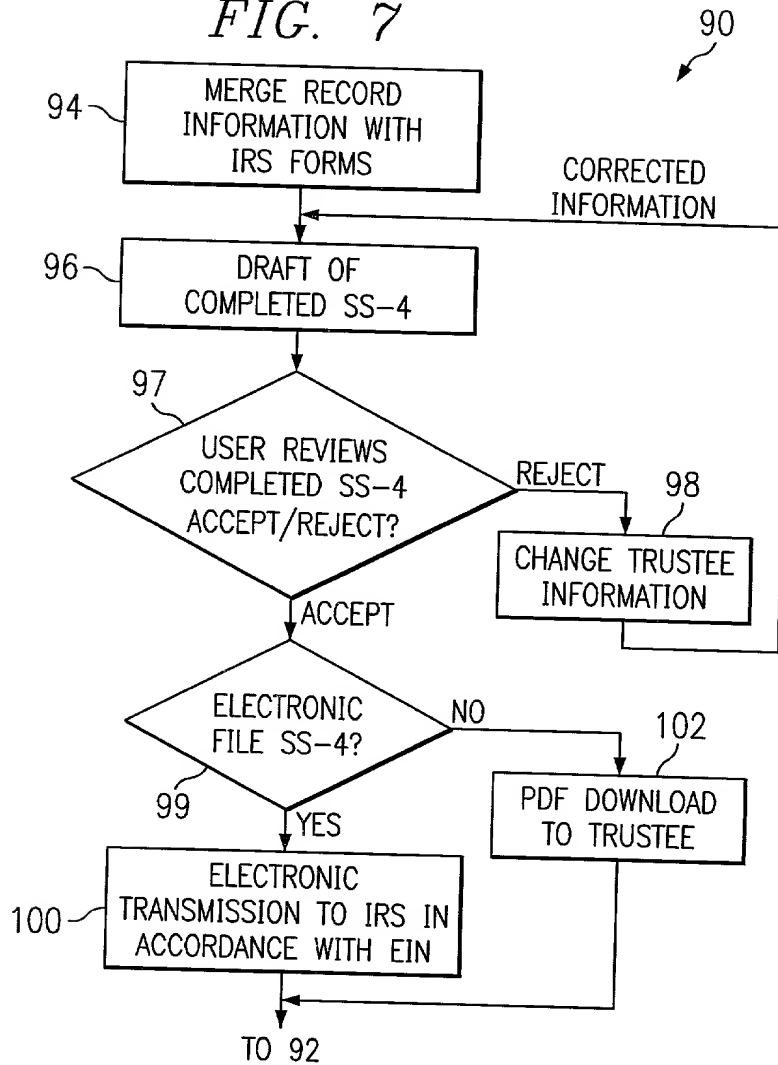 FIG. 7
90
94
MERGE RECORD
INFORMATION WITH
IRS FORMS
CORRECTED
INFORMATION
96
DRAFT OF
COMPLETED SS-4
97
USER REVIEWS
COMPLETED SS-4
ACCEPT/REJECT?
REJECT
98
CHANGE TRUSTEE
INFORMATION
ACCEPT
ELECTRONIC
FILE SS-4?
NO
99
102
PDF DOWNLOAD
TO TRUSTEE
YES
100
ELECTRONIC
TRANSMISSION TO IRS IN
ACCORDANCE WITH EIN
TO 92